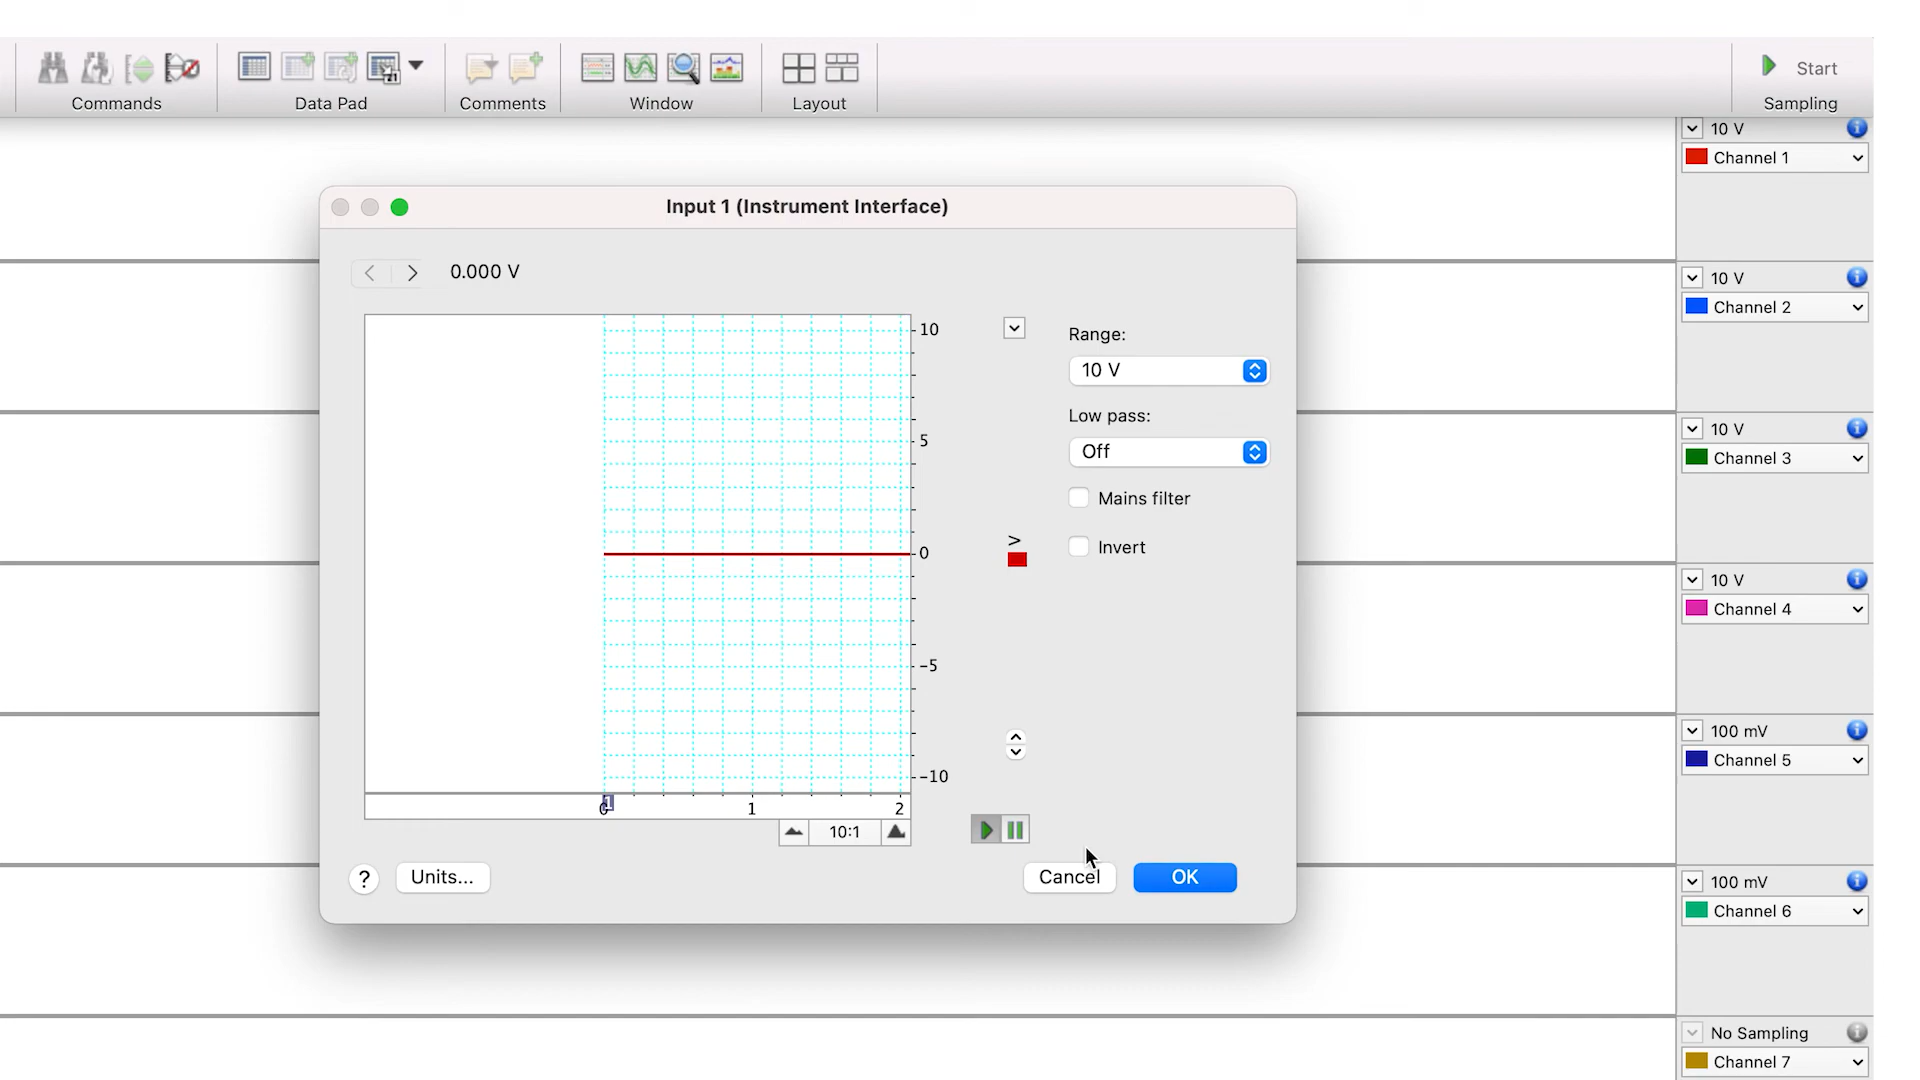 Start
Commands
Data Pad
Comments
Window
Layout
Sampling
10 V
Channel 1
Input 1 (Instrument Interface)
0.000 V
10 V
Channel 2
10
Range:
10 V
Low pass:
Off
5
10 V
Channel 3
Mains filter
Invert
0
V
10 V
Channel 4
-5
100 mV
Channel 5
-10
0
1
1
2
10:1
?
Units...
Cancel
OK
100 mV
Channel 6
No Sampling
Channel 7